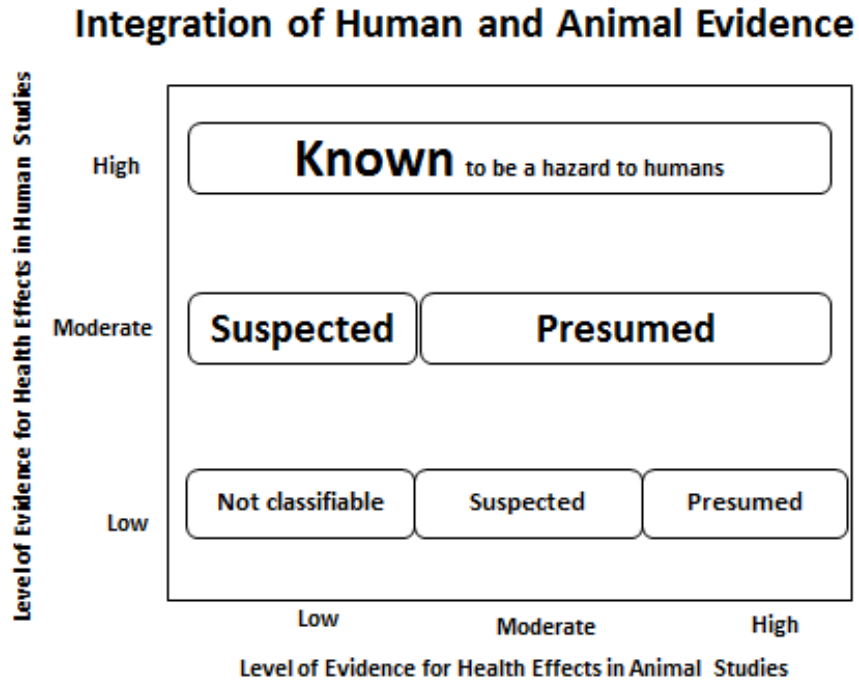 Integration of Human and Animal Evidence
Level of Evidence for Health Effects in Human Studies
High
Known to be a hazard to humans
Moderate
Suspected
Presumed
Low
Not classifiable
Suspected
Presumed
Low
Moderate
High
Level of Evidence for Health Effects in Animal Studies